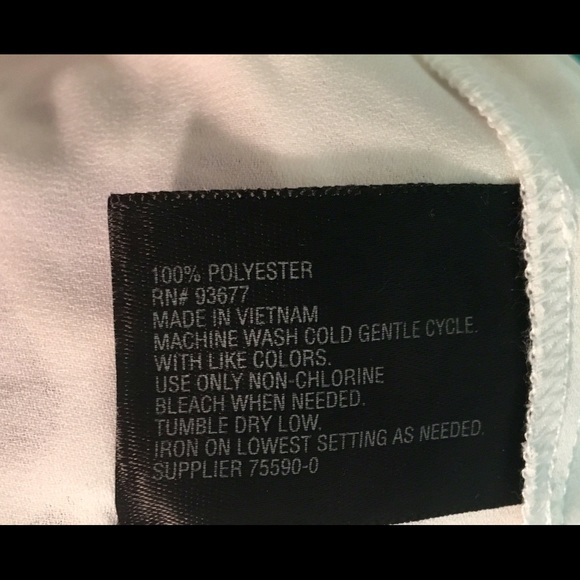 100% POLYESTER
RN# 93677
MADE IN VIETNAM
MACHINE WASH COLD GENTLE CYCLE.
WITH LIKE COLORS.
USE ONLY NON-CHLORINE
BLEACH WHEN NEEDED.
TUMBLE DRY LOW.
IRON ON LOWEST SETTING AS NEEDED.
SUPPLIER 75590-0